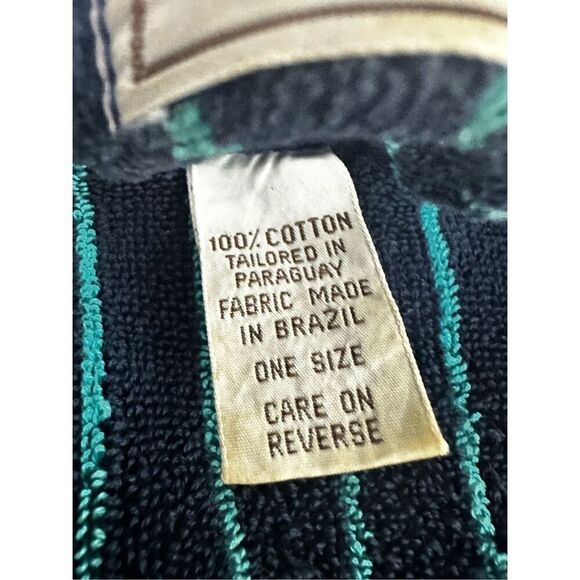 100% COTTON
TAILORED IN
PARAGUAY
FABRIC MADE
IN BRAZIL
ONE SIZE
CARE ON
REVERSE